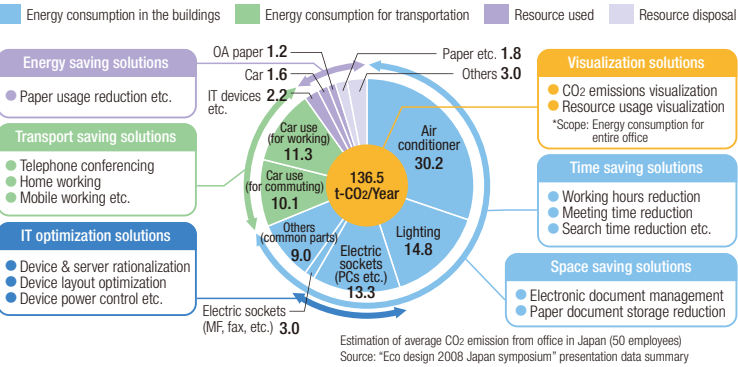 Energy consumption in the buildings
Energy consumption for transportation
Resource used
Resource disposal
Energy saving solutions
Paper usage reduction etc.
Transport saving solutions
Telephone conferencing
Home working
Mobile working etc.
IT optimization solutions
Device & server rationalization
Device layout optimization
Device power control etc.
OA paper 1.2
Car 1.6
IT devices 2.2
etc.
Paper etc. 1.8
Others 3.0
Car use
(for working)
11.3
Car use
(for commuting)
10.1
Others
(common parts)
9.0
Electric sockets
(MF, fax, etc.) 3.0
Electric
sockets
(PCs etc.)
13.3
Lighting
14.8
Air
conditioner
30.2
136.5
t-CO2/Year
Visualization solutions
CO2 emissions visualization
Resource usage visualization
*Scope: Energy consumption for
entire office
Time saving solutions
Working hours reduction
Meeting time reduction
Search time reduction etc.
Space saving solutions
Electronic document management
Paper document storage reduction
Estimation of average CO2 emission from office in Japan (50 employees)
Source: “Eco design 2008 Japan symposium” presentation data summary